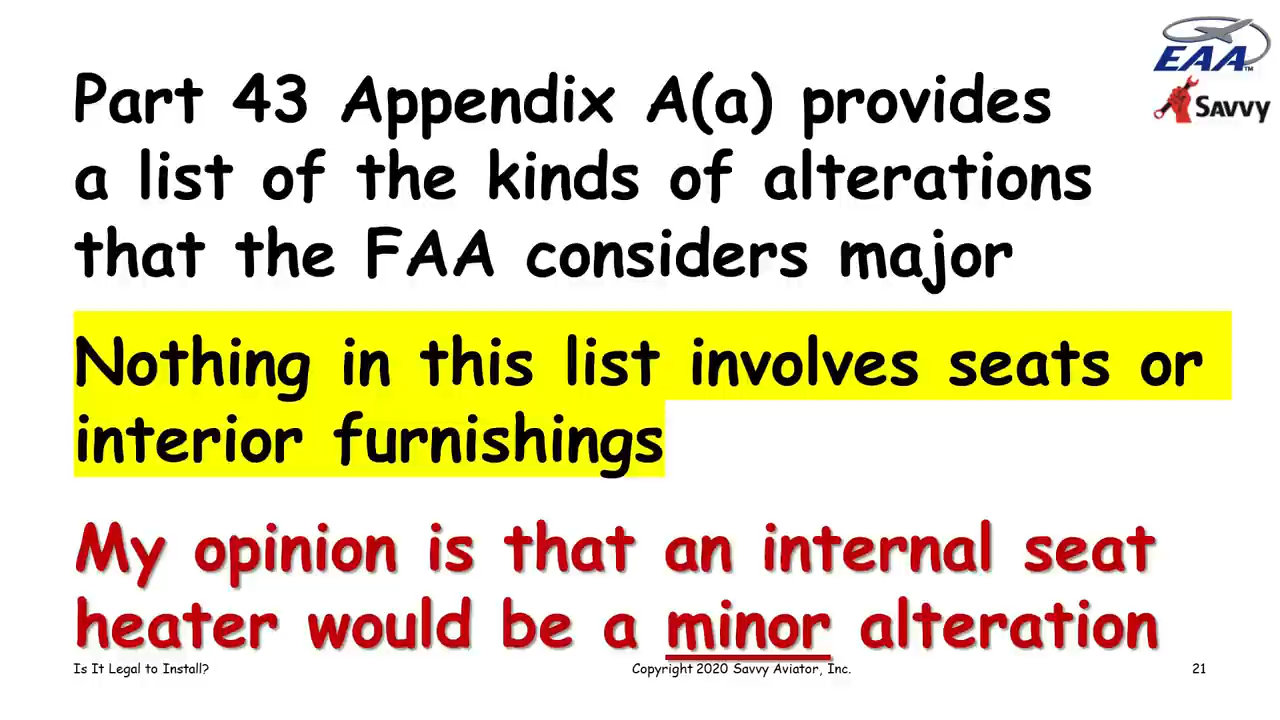 EAA™
Savvy
Part 43 Appendix A(a) provides
a list of the kinds of alterations
that the FAA considers major
Nothing in this list involves seats or
interior furnishings
My opinion is that an internal seat
heater would be a minor alteration
Is It Legal to Install?
Copyright 2020 Savvy Aviator, Inc.
21